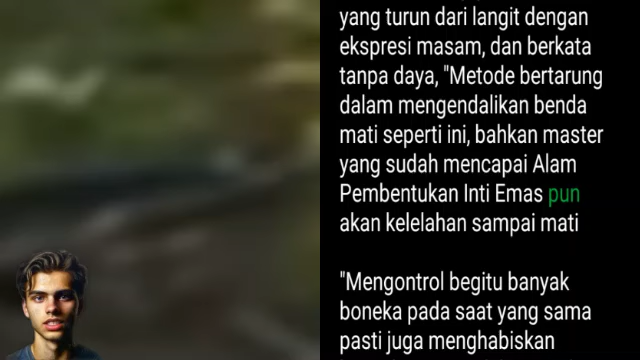 yang turun dari langit dengan
ekspresi masam, dan berkata
tanpa daya, "Metode bertarung
dalam mengendalikan benda
mati seperti ini, bahkan master
yang sudah mencapai Alam
Pembentukan Inti Emas pun
akan kelelahan sampai mati
"Mengontrol begitu banyak
boneka pada saat yang sama
pasti juga menghabiskan